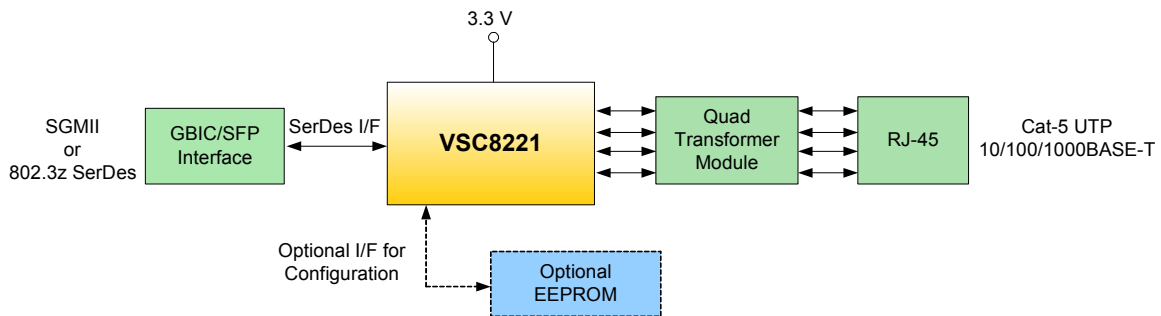 3.3 V
SGMII
or
802.3z SerDes
GBIC/SFP
Interface
SerDes I/F
VSC8221
Quad
Transformer
Module
RJ-45
Cat-5 UTP
10/100/1000BASE-T
Optional I/F for
Configuration
Optional
EEPROM